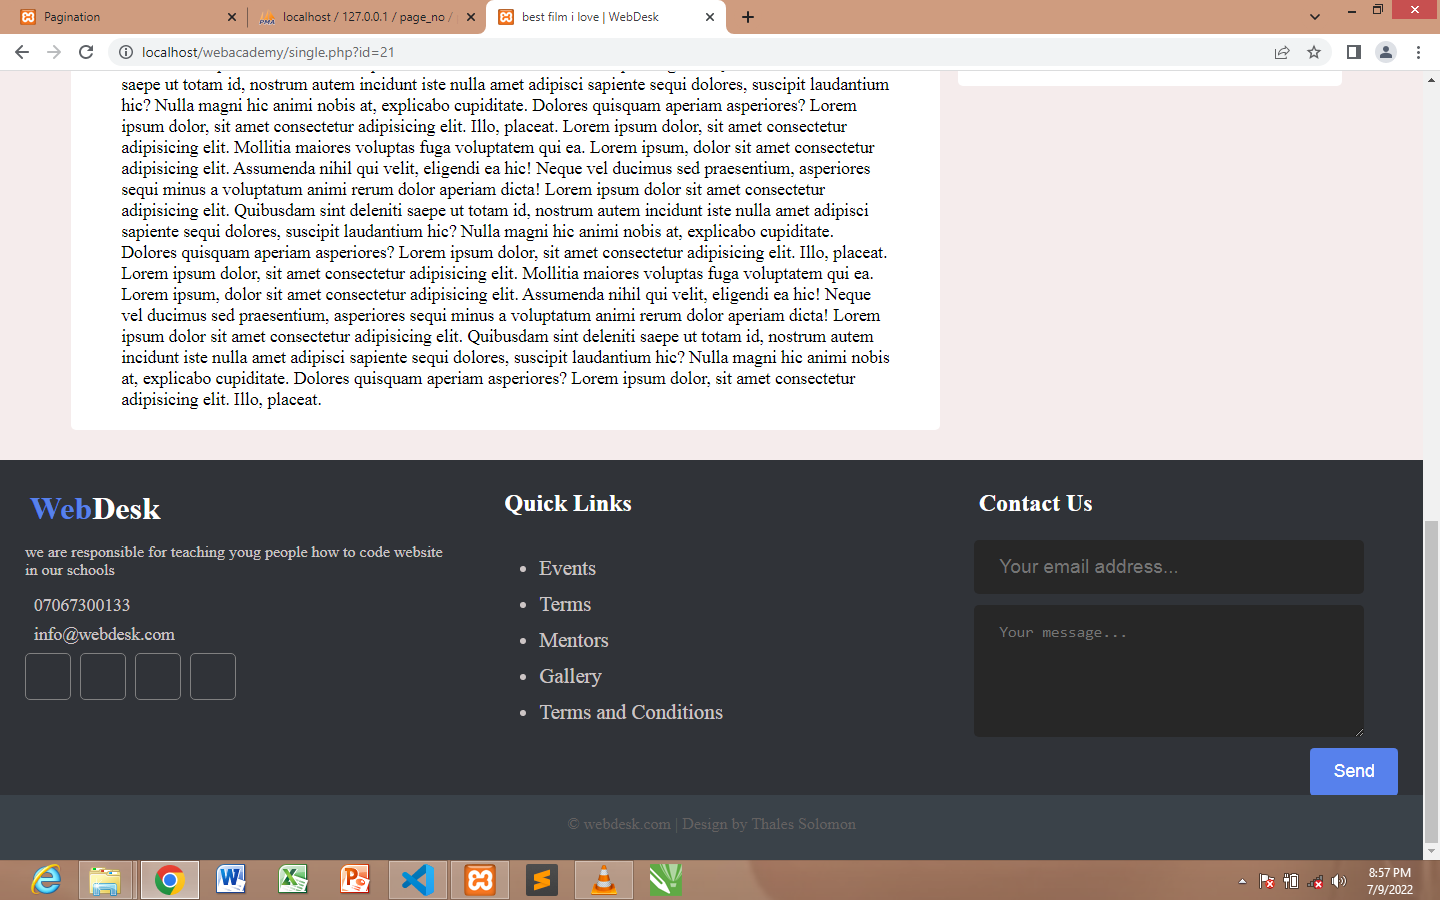 Pagination
localhost / 127.0.0.1 / page_no /
best film i love | WebDesk
localhost/webacademy/single.php?id=21
saepe ut totam id, nostrum autem incidunt iste nulla amet adipisci sapiente sequi dolores, suscipit laudantium
hic? Nulla magni hic animi nobis at, explicabo cupiditate. Dolores quisquam aperiam asperiores? Lorem
ipsum dolor, sit amet consectetur adipisicing elit. Illo, placeat. Lorem ipsum dolor, sit amet consectetur
adipisicing elit. Mollitia maiores voluptas fuga voluptatem qui ea. Lorem ipsum, dolor sit amet consectetur
adipisicing elit. Assumenda nihil qui velit, eligendi ea hic! Neque vel ducimus sed praesentium, asperiores
sequi minus a voluptatum animi rerum dolor aperiam dicta! Lorem ipsum dolor sit amet consectetur
adipisicing elit. Quibusdam sint deleniti saepe ut totam id, nostrum autem incidunt iste nulla amet adipisci
sapiente sequi dolores, suscipit laudantium hic? Nulla magni hic animi nobis at, explicabo cupiditate.
Dolores quisquam aperiam asperiores? Lorem ipsum dolor, sit amet consectetur adipisicing elit. Illo, placeat.
Lorem ipsum dolor, sit amet consectetur adipisicing elit. Mollitia maiores voluptas fuga voluptatem qui ea.
Lorem ipsum, dolor sit amet consectetur adipisicing elit. Assumenda nihil qui velit, eligendi ea hic! Neque
vel ducimus sed praesentium, asperiores sequi minus a voluptatum animi rerum dolor aperiam dicta! Lorem
ipsum dolor sit amet consectetur adipisicing elit. Quibusdam sint deleniti saepe ut totam id, nostrum autem
incidunt iste nulla amet adipisci sapiente sequi dolores, suscipit laudantium hic? Nulla magni hic animi nobis
at, explicabo cupiditate. Dolores quisquam aperiam asperiores? Lorem ipsum dolor, sit amet consectetur
adipisicing elit. Illo, placeat.
WebDesk
we are responsible for teaching youg people how to code website
in our schools
07067300133
info@webdesk.com
Quick Links
Events
Terms
Mentors
Gallery
Terms and Conditions
Contact Us
Your email address...
Your message...
Send
© webdesk.com | Design by Thales Solomon
8:57 PM
7/9/2022